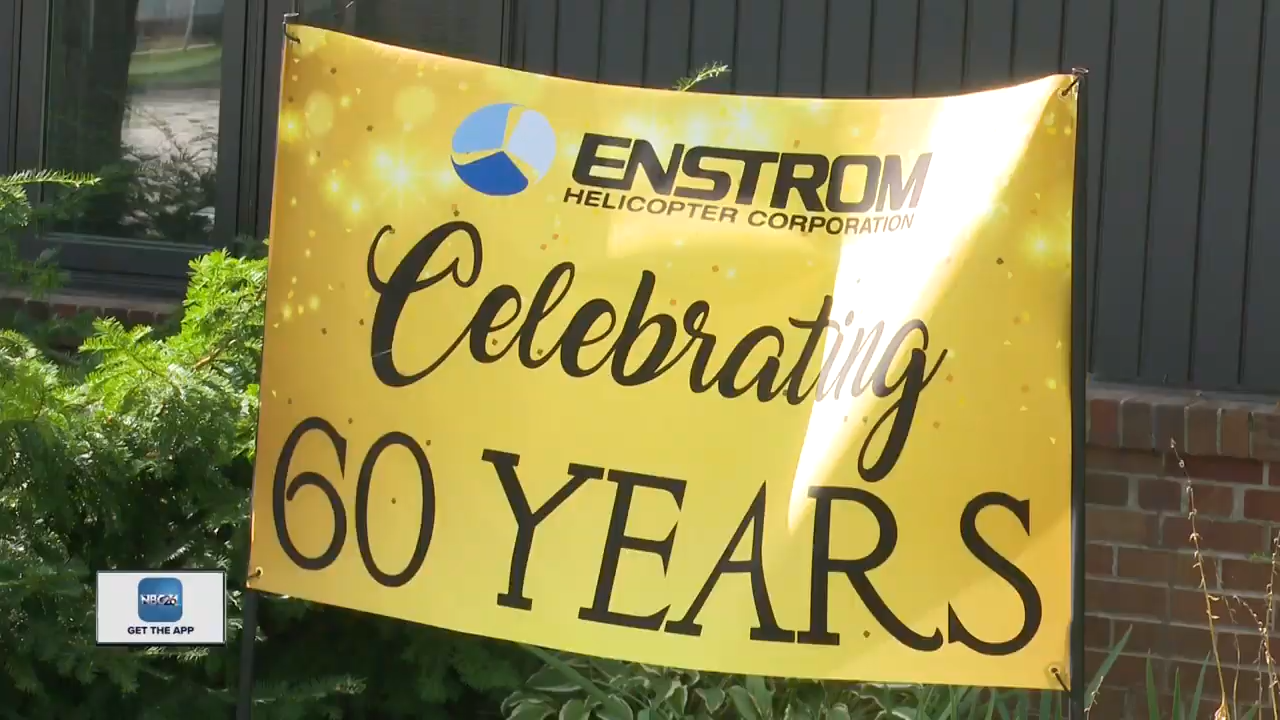 ENSTROM
HELICOPTER CORPORATION
Celebrating
60 YEARS
NBC26
GET THE APP